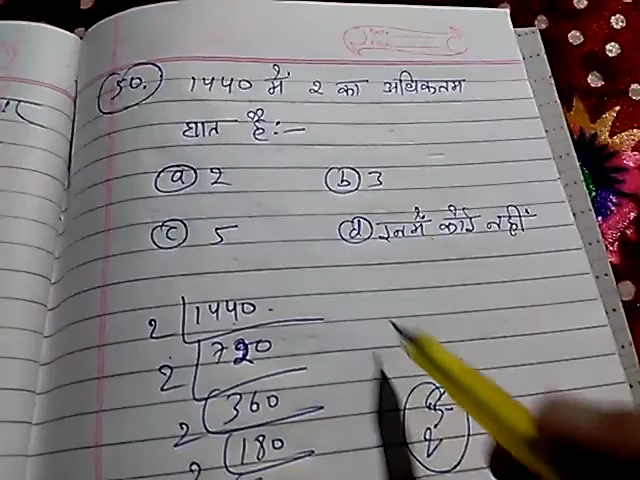 50. 1440 में 2 का अधिकतम
घात है:-
(a) 2 (b) 3
(c) 5 (d) इनमें कोई नहीं
2 | 1440
2 | 720
2 | 360
2 | 180